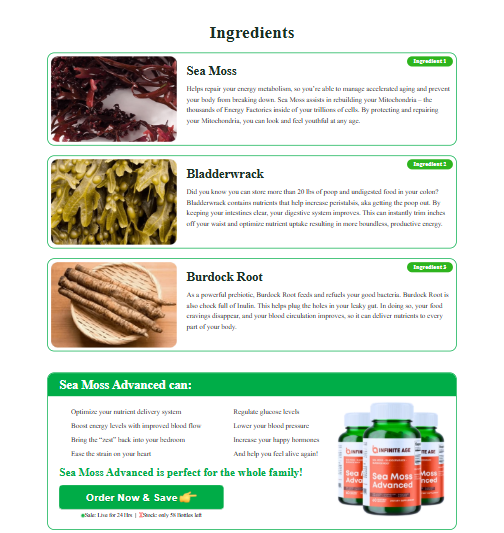 Ingredients
Ingredient 1
Sea Moss
Helps repair your energy metabolism, so you're able to manage accelerated aging and prevent
your body from breaking down. Sea Moss assists in rebuilding your Mitochondria – the
thousands of Energy Factories inside of your trillions of cells. By protecting and repairing
your Mitochondria, you can look and feel youthful at any age.
Ingredient 2
Bladderwrack
Did you know you can store more than 20 lbs of poop and undigested food in your colon?
Bladderwrack contains nutrients that help increase peristalsis, aka getting the poop out. By
keeping your intestines clear, your digestive system improves. This can instantly trim inches
off your waist and optimize nutrient uptake resulting in more boundless, productive energy.
Ingredient 3
Burdock Root
As a powerful prebiotic, Burdock Root feeds and refuels your good bacteria. Burdock Root is
also chock full of Inulin. This helps plug the holes in your leaky gut. In doing so, your food
cravings disappear, and your blood circulation improves, so it can deliver nutrients to every
part of your body.
Sea Moss Advanced can:
Optimize your nutrient delivery system
Boost energy levels with improved blood flow
Bring the “zest” back into your bedroom
Ease the strain on your heart
Regulate glucose levels
Lower your blood pressure
Increase your happy hormones
And help you feel alive again!
Sea Moss Advanced is perfect for the whole family!
Order Now & Save
Sale: Live for 24 Hrs | Stock: only 58 Bottles left
INFINITE AGE
Sea Moss
Advanced